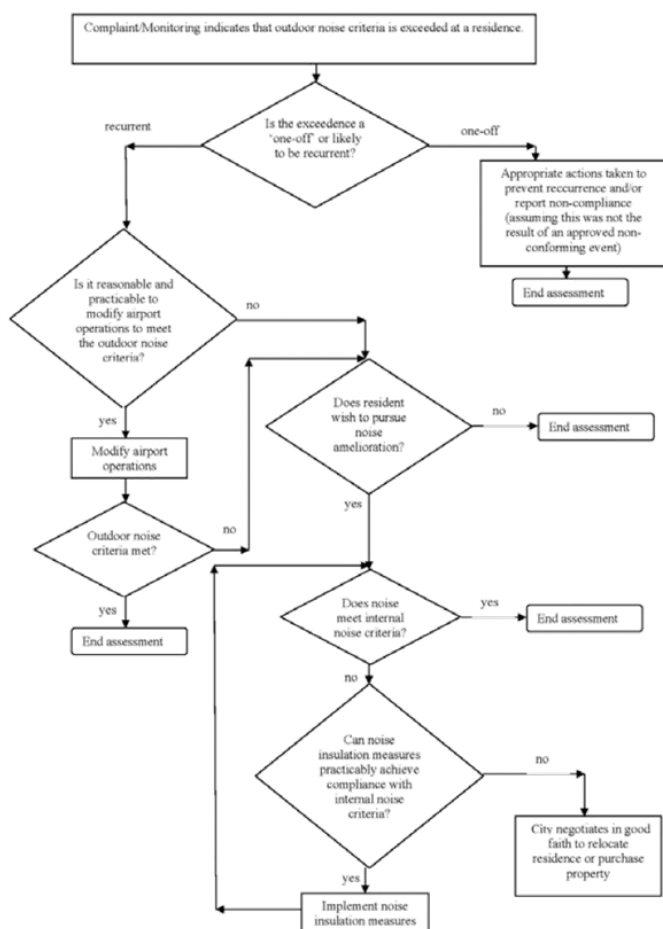 Complaint/Monitoring indicates that outdoor noise criteria is exceeded at a residence.
Is the exceedence a
'one-off' or likely
to be recurrent?
recurrent
one-off
Appropriate actions taken to
prevent reccurrence and/or
report non-compliance
(assuming this was not the
result of an approved non-
conforming event)
End assessment
Is it reasonable and
practicable to
modify airport
operations to meet
the outdoor noise
criteria?
no
yes
Modify airport
operations
Outdoor noise
criteria met?
no
yes
End assessment
Does resident
wish to pursue
noise
amelioration?
no
End assessment
yes
Does noise
meet internal
noise criteria?
yes
End assessment
no
Can noise
insulation measures
practicably achieve
compliance with
internal noise
criteria?
no
City negotiates in good
faith to relocate
residence or purchase
property
yes
Implement noise
insulation measures